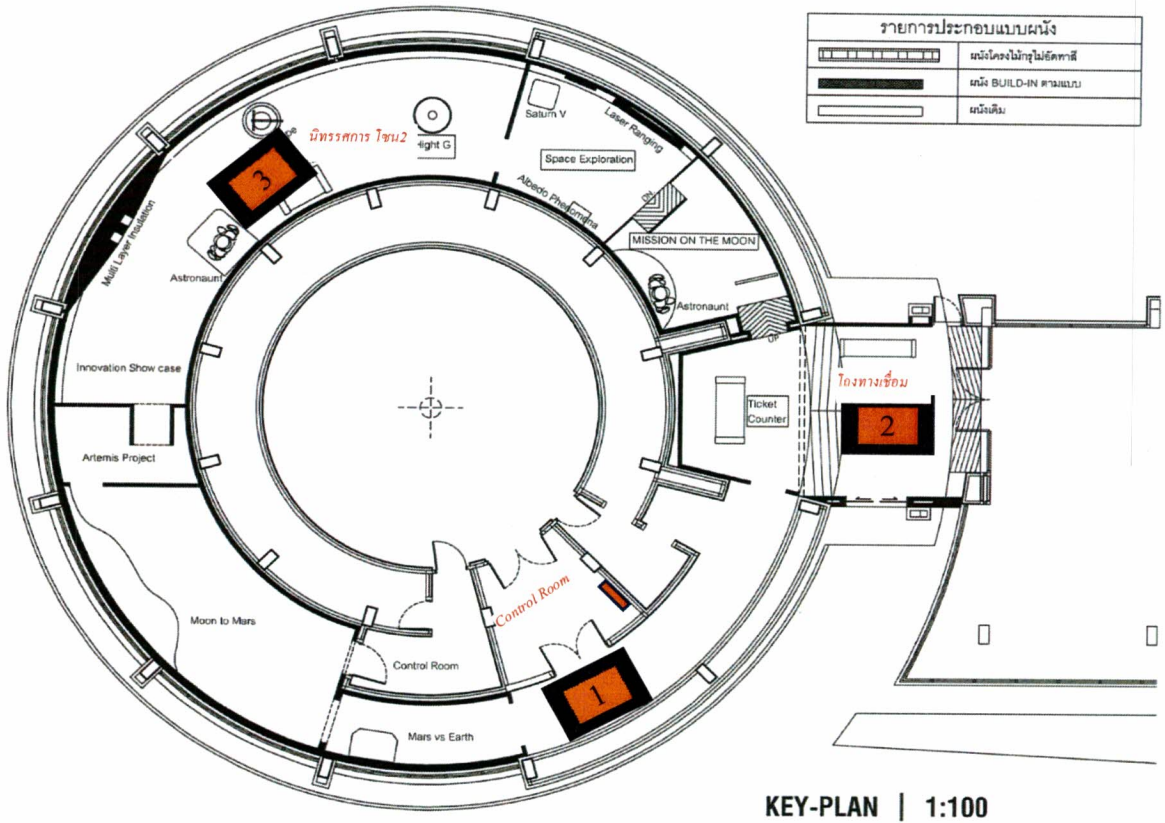 รายการประกอบแบบผนัง
ผนังโครงไม้กรุไม้อัดทาสี
ผนัง BUILD-IN ตามแบบ
ผนังเดิม
Saturn V
Laser Ranging
นิทรรศการ โซน2
ight G
Space Exploration
UP
3
Albedo Phenomena
Multi Layer Insulation
MISSION ON THE MOON
Astronaunt
Astronaunt
UP
Innovation Show case
โถงทางเชื่อม
Ticket
Counter
2
Artemis Project
Control Room
Moon to Mars
Control Room
1
Mars vs Earth
KEY-PLAN | 1:100